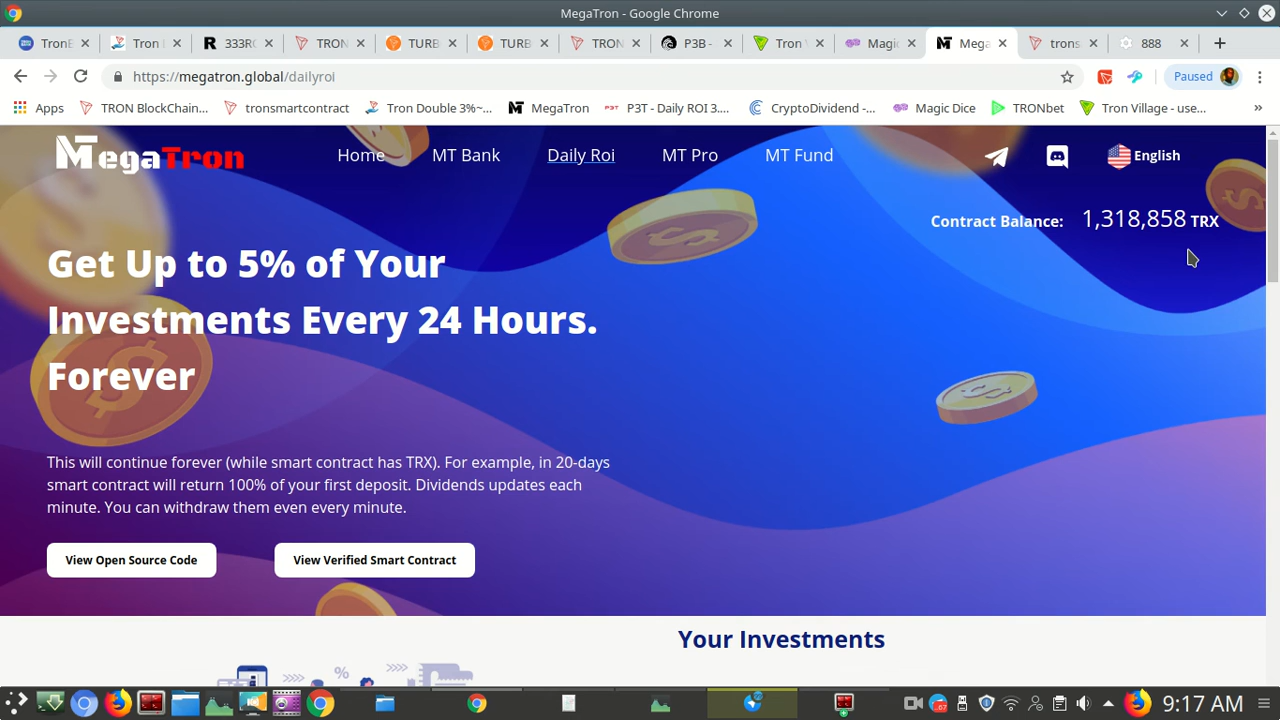 MegaTron - Google Chrome
TronE
Tron
333R
TRON
TURB
TURB
TRON
P3B -
Tron V
Magic
Mega
trons
888
https://megatron.global/dailyroi
Paused
Apps
TRON BlockChain...
tronsmartcontract
Tron Double 3%~...
MegaTron
P3T - Daily ROI 3....
CryptoDividend -...
Magic Dice
TRONbet
Tron Village - use...
»
MegaTron
Home
MT Bank
Daily Roi
MT Pro
MT Fund
English
Contract Balance: 1,318,858 TRX
Get Up to 5% of Your
Investments Every 24 Hours.
Forever
This will continue forever (while smart contract has TRX). For example, in 20-days
smart contract will return 100% of your first deposit. Dividends updates each
minute. You can withdraw them even every minute.
View Open Source Code
View Verified Smart Contract
Your Investments
9:17 AM